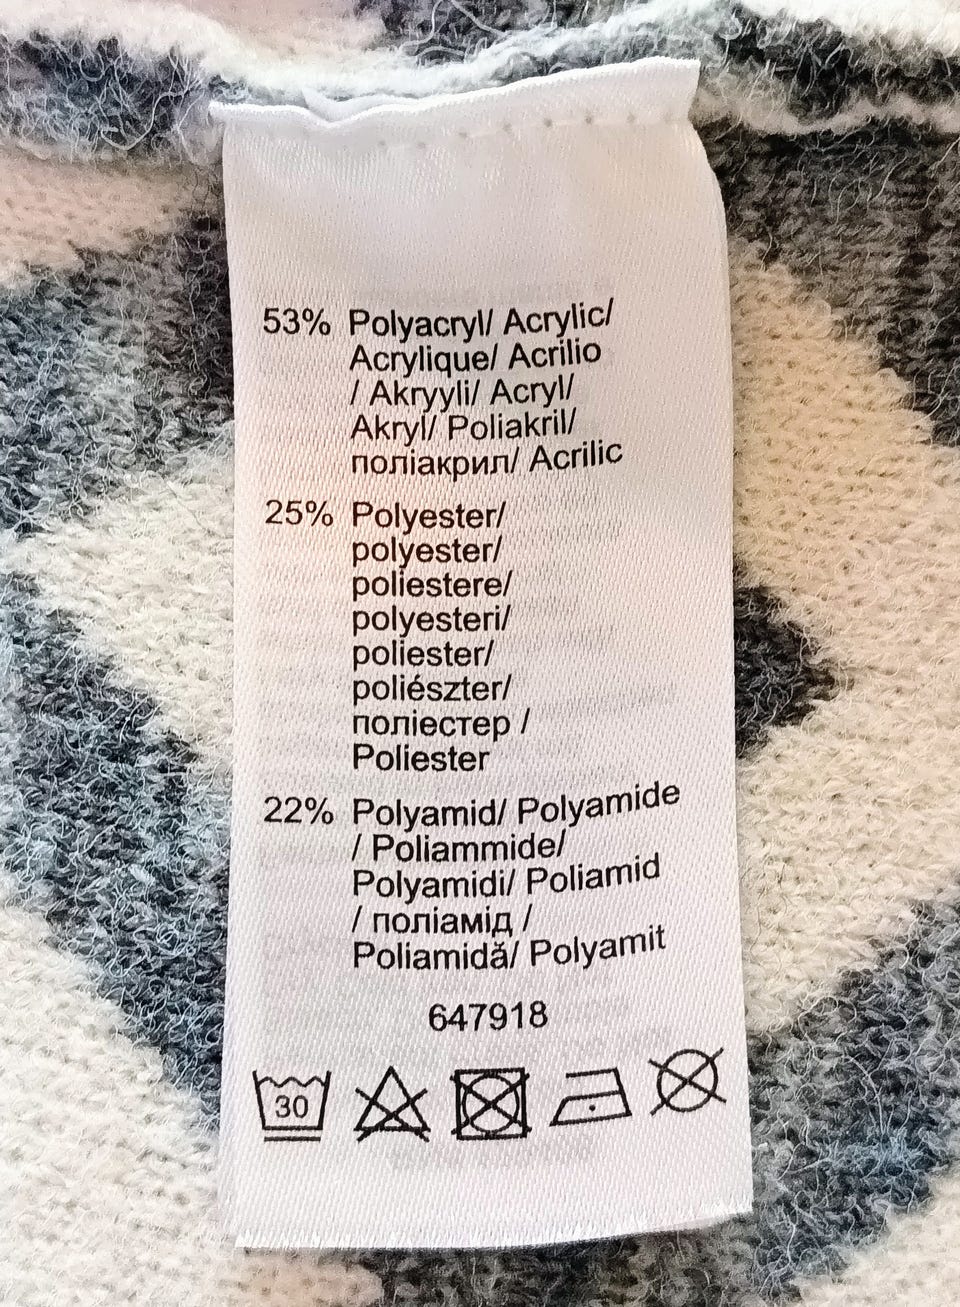 53% Polyacryl/ Acrylic/
Acrylique/ Acrilio
/ Akryyli/ Acryl/
Akryl/ Poliakril/
поліакрил/ Acrilic
25% Polyester/
polyester/
poliestere/
polyesteri/
poliester/
poliészter/
поліестер /
Poliester
22% Polyamid/ Polyamide
/ Poliammide/
Polyamidi/ Poliamid
/ поліамід /
Poliamidă/ Polyamit
647918
30